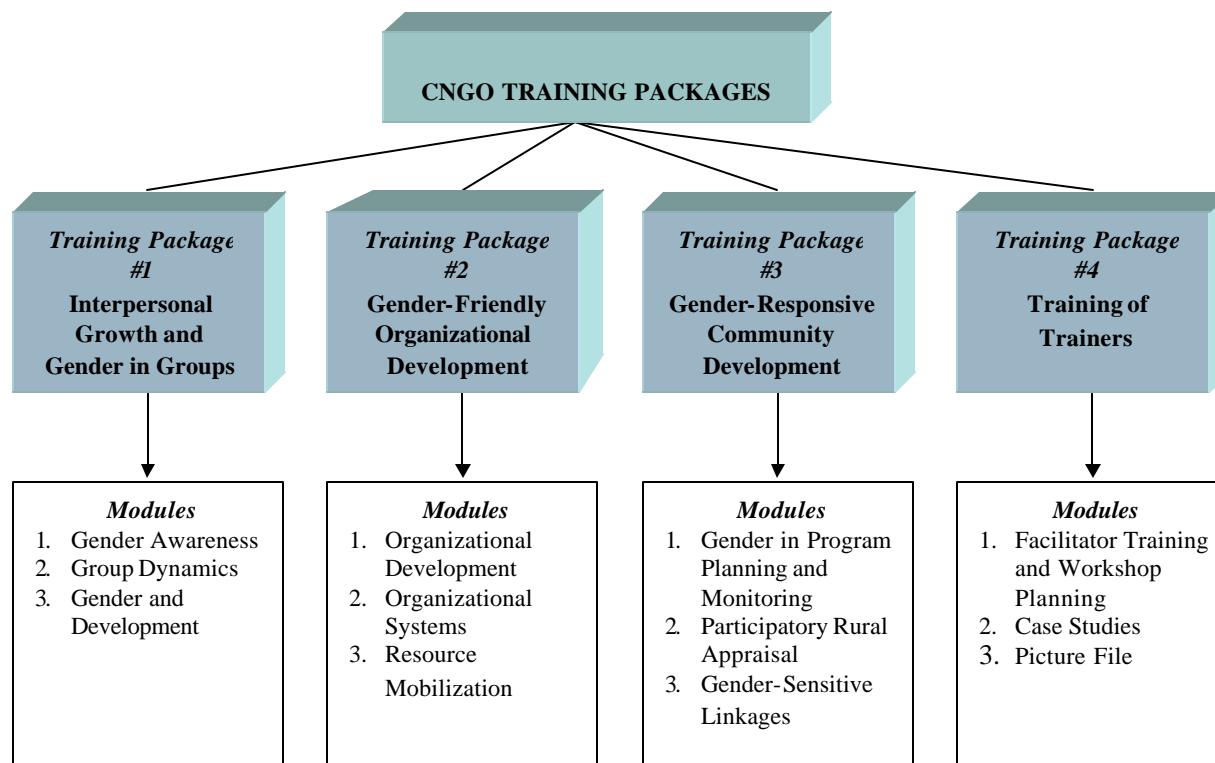 CNGO TRAINING PACKAGES
Training Package
#1
Interpersonal
Growth and
Gender in Groups
Training Package
#2
Gender-Friendly
Organizational
Development
Training Package
#3
Gender-Responsive
Community
Development
Training Package
#4
Training of
Trainers
Modules
1. Gender Awareness
2. Group Dynamics
3. Gender and
Development
Modules
1. Organizational
Development
2. Organizational
Systems
3. Resource
Mobilization
Modules
1. Gender in Program
Planning and
Monitoring
2. Participatory Rural
Appraisal
3. Gender-Sensitive
Linkages
Modules
1. Facilitator Training
and Workshop
Planning
2. Case Studies
3. Picture File